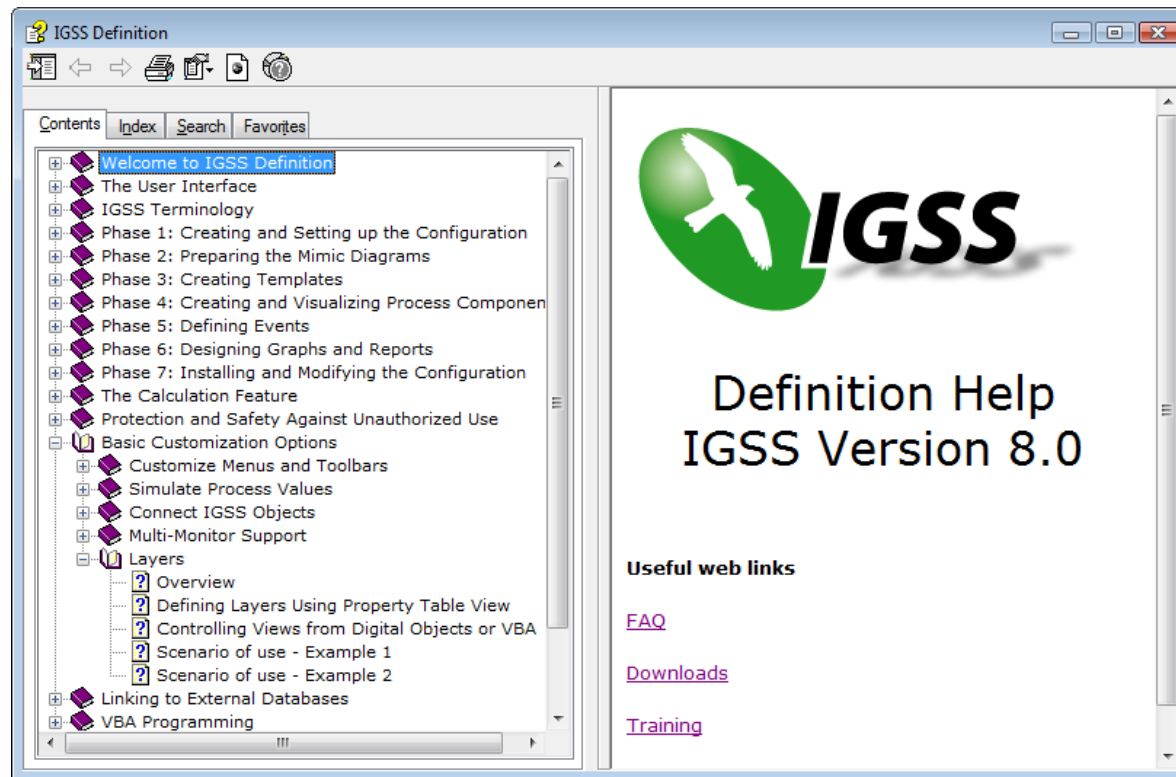 IGSS Definition
Contents Index Search Favorites
Welcome to IGSS Definition
The User Interface
IGSS Terminology
Phase 1: Creating and Setting up the Configuration
Phase 2: Preparing the Mimic Diagrams
Phase 3: Creating Templates
Phase 4: Creating and Visualizing Process Componen
Phase 5: Defining Events
Phase 6: Designing Graphs and Reports
Phase 7: Installing and Modifying the Configuration
The Calculation Feature
Protection and Safety Against Unauthorized Use
Basic Customization Options
Customize Menus and Toolbars
Simulate Process Values
Connect IGSS Objects
Multi-Monitor Support
Layers
Overview
Defining Layers Using Property Table View
Controlling Views from Digital Objects or VBA
Scenario of use - Example 1
Scenario of use - Example 2
Linking to External Databases
VBA Programming
IGSS
Definition Help
IGSS Version 8.0
Useful web links
FAQ
Downloads
Training